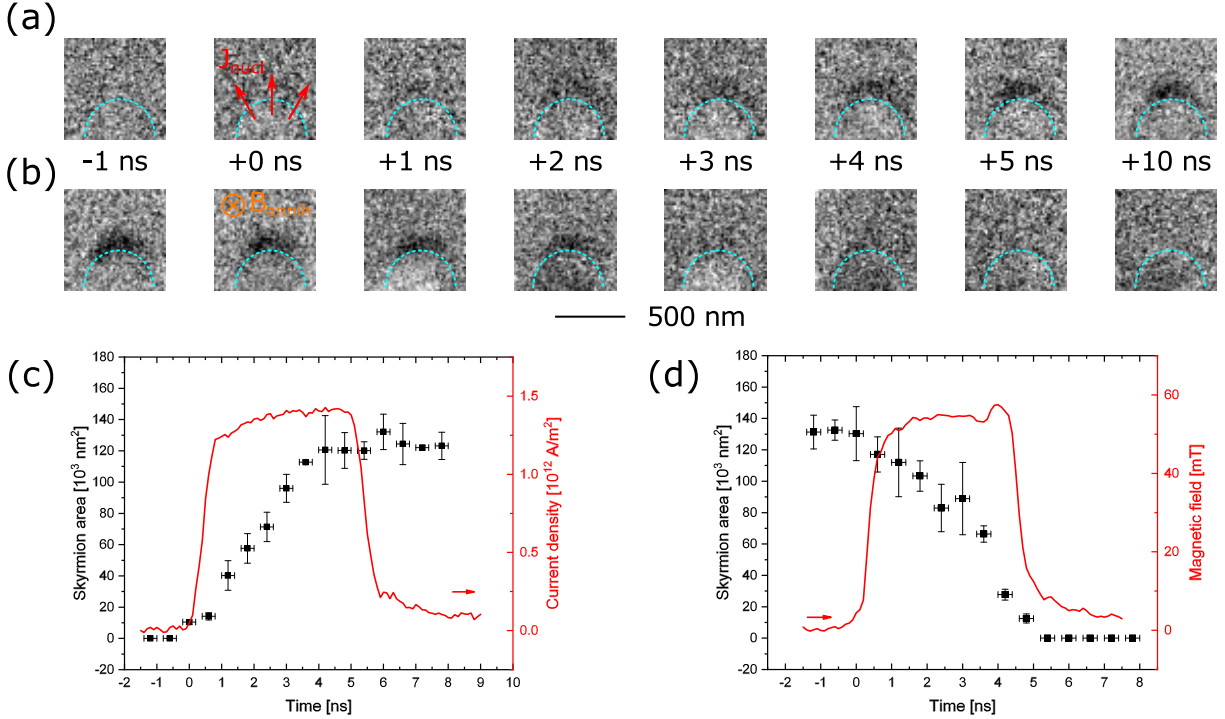 (a)
J nucl
-1 ns +0 ns +1 ns +2 ns +3 ns +4 ns +5 ns +10 ns
(b)
⊗ B
500 nm
(c)
180
160
140
120
100
80
60
40
20
0
-20
Skyrmion area [10³ nm²]
-2 -1 0 1 2 3 4 5 6 7 8 9 10
Time [ns]
1.5
1.0
0.5
0.0
Current density [10¹² A/m²]
(d)
180
160
140
120
100
80
60
40
20
0
-20
Skyrmion area [10³ nm²]
-2 -1 0 1 2 3 4 5 6 7 8
Time [ns]
60
40
20
0
Magnetic field [mT]